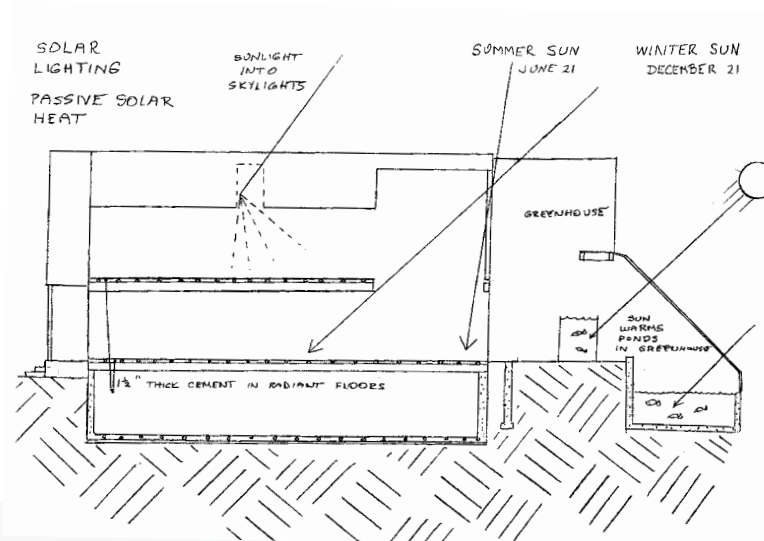 SOLAR
LIGHTING
PASSIVE SOLAR
HEAT
SUNLIGHT
INTO
SKYLIGHTS
SUMMER SUN
JUNE 21
WINTER SUN
DECEMBER 21
GREENHOUSE
SUN
WARMS
PONDS
IN GREENHOUSE
1½" THICK CEMENT IN RADIANT FLOORS